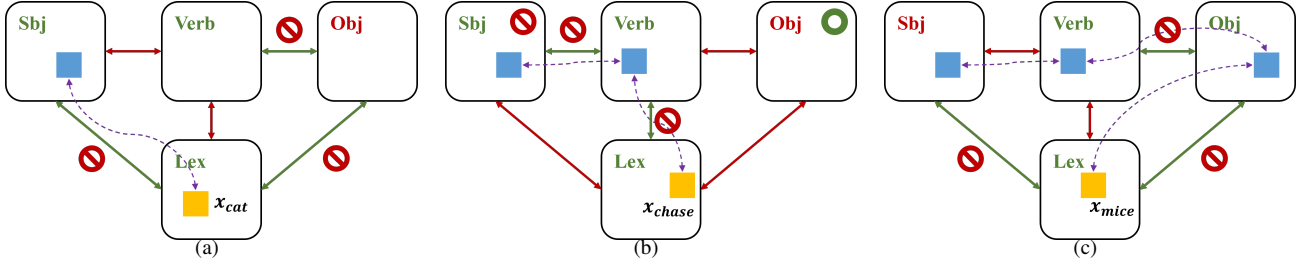 Sbj Verb Obj
Lex
x_cat
(a)
Sbj Verb Obj
Lex
x_chase
(b)
Sbj Verb Obj
Lex
x_mice
(c)